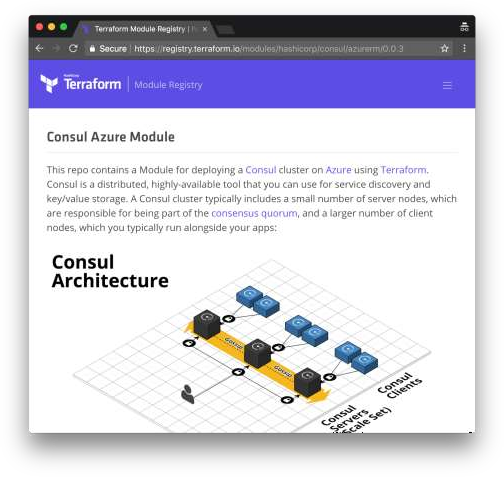 Terraform Module Registry | h
Secure | https://registry.terraform.io/modules/hashicorp/consul/azurerm/0.0.3
HashiCorp
Terraform | Module Registry
Consul Azure Module
This repo contains a Module for deploying a Consul cluster on Azure using Terraform.
Consul is a distributed, highly-available tool that you can use for service discovery and
key/value storage. A Consul cluster typically includes a small number of server nodes, which
are responsible for being part of the consensus quorum, and a larger number of client
nodes, which you typically run alongside your apps:
Consul
Architecture
Gossip
Gossip
Consul
Clients
Consul
Servers
(Scale Set)